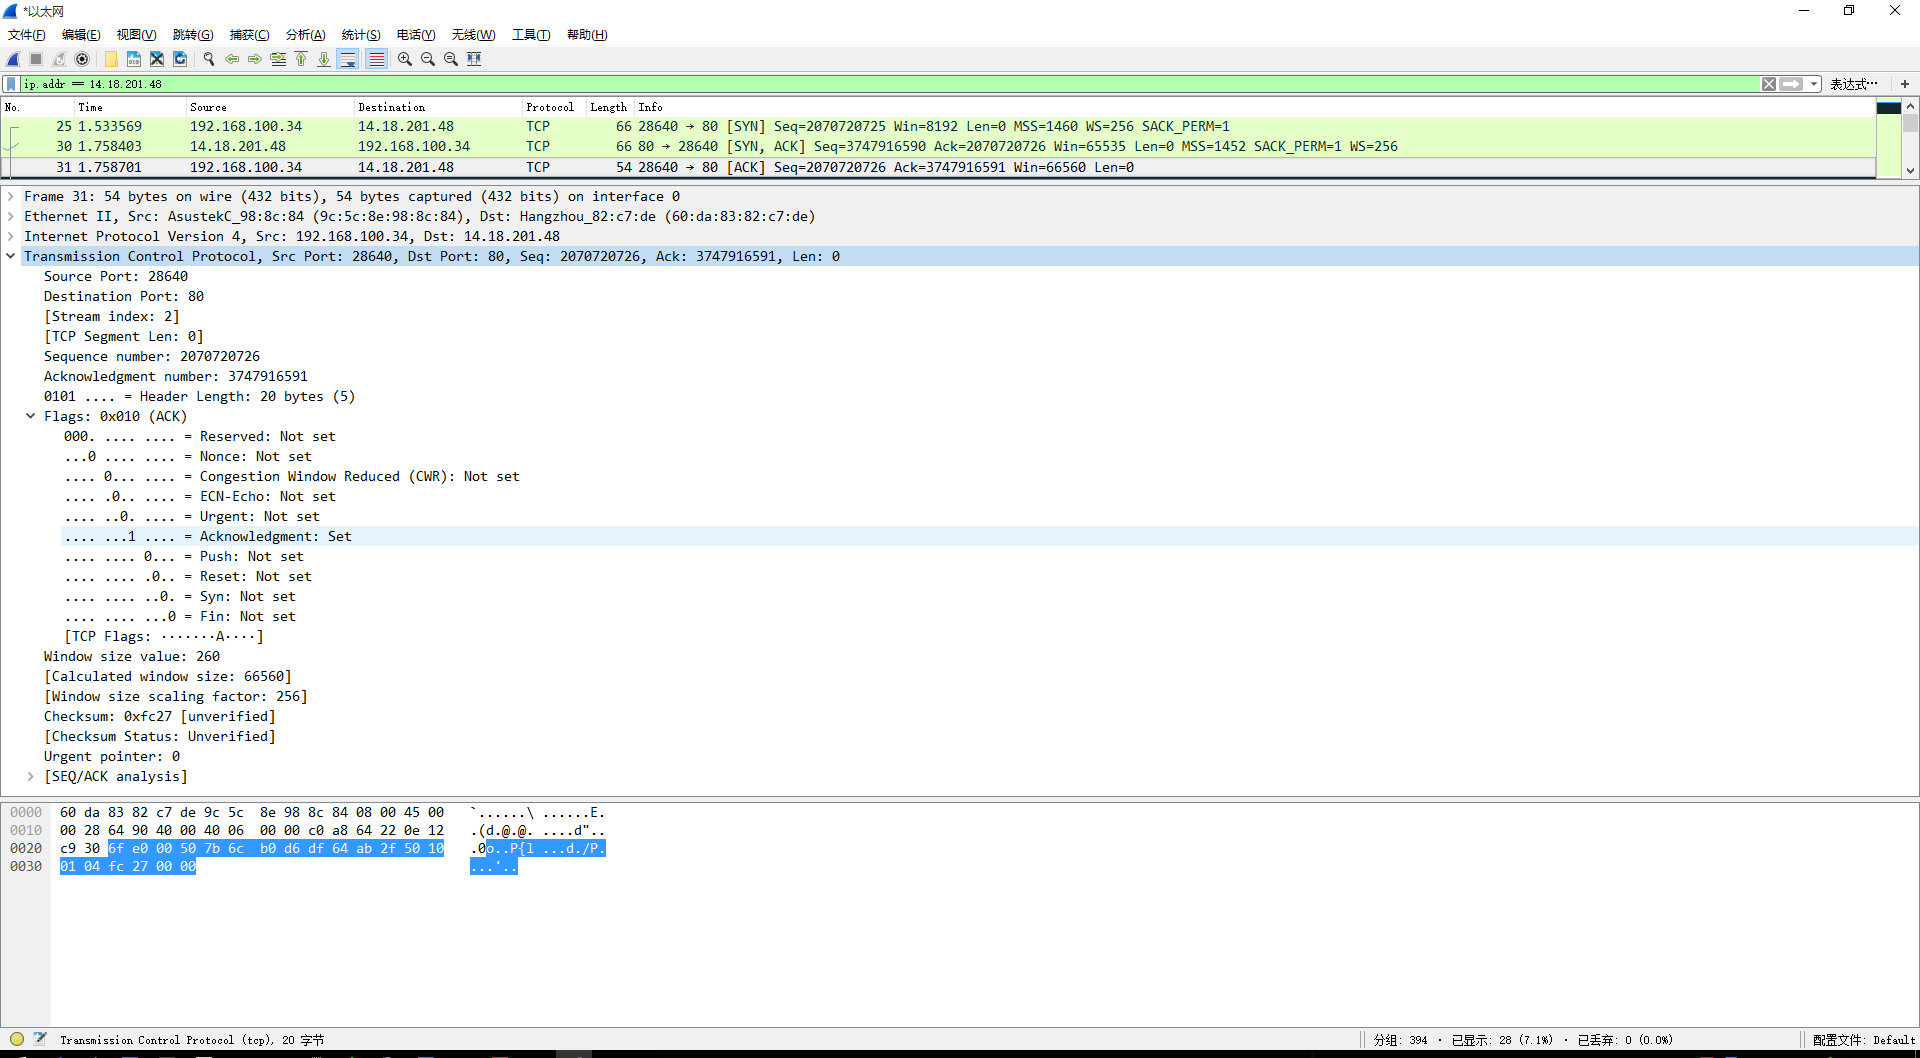 *以太网
文件(F) 编辑(E) 视图(V) 跳转(G) 捕获(C) 分析(A) 统计(S) 电话(Y) 无线(W) 工具(T) 帮助(H)
ip.addr == 14.18.201.48 表达式… +
No. Time Source Destination Protocol Length Info
25 1.533569 192.168.100.34 14.18.201.48 TCP 66 28640 → 80 [SYN] Seq=2070720725 Win=8192 Len=0 MSS=1460 WS=256 SACK_PERM=1
30 1.758403 14.18.201.48 192.168.100.34 TCP 66 80 → 28640 [SYN, ACK] Seq=3747916590 Ack=2070720726 Win=65535 Len=0 MSS=1452 SACK_PERM=1 WS=256
31 1.758701 192.168.100.34 14.18.201.48 TCP 54 28640 → 80 [ACK] Seq=2070720726 Ack=3747916591 Win=66560 Len=0
Frame 31: 54 bytes on wire (432 bits), 54 bytes captured (432 bits) on interface 0
Ethernet II, Src: AsustekC_98:8c:84 (9c:5c:8e:98:8c:84), Dst: Hangzhou_82:c7:de (60:da:83:82:c7:de)
Internet Protocol Version 4, Src: 192.168.100.34, Dst: 14.18.201.48
Transmission Control Protocol, Src Port: 28640, Dst Port: 80, Seq: 2070720726, Ack: 3747916591, Len: 0
Source Port: 28640
Destination Port: 80
[Stream index: 2]
[TCP Segment Len: 0]
Sequence number: 2070720726
Acknowledgment number: 3747916591
0101 .... = Header Length: 20 bytes (5)
Flags: 0x010 (ACK)
000. .... .... = Reserved: Not set
...0 .... .... = Nonce: Not set
.... 0... .... = Congestion Window Reduced (CWR): Not set
.... .0.. .... = ECN-Echo: Not set
.... ..0. .... = Urgent: Not set
.... ...1 .... = Acknowledgment: Set
.... .... 0... = Push: Not set
.... .... .0.. = Reset: Not set
.... .... ..0. = Syn: Not set
.... .... ...0 = Fin: Not set
[TCP Flags: ·······A····]
Window size value: 260
[Calculated window size: 66560]
[Window size scaling factor: 256]
Checksum: 0xfc27 [unverified]
[Checksum Status: Unverified]
Urgent pointer: 0
[SEQ/ACK analysis]
0000 60 da 83 82 c7 de 9c 5c 8e 98 8c 84 08 00 45 00 `......\ ......E.
0010 00 28 64 90 40 00 40 06 00 00 c0 a8 64 22 0e 12 .(d.@.@. ....d"..
0020 c9 30 6f e0 00 50 7b 6c b0 d6 df 64 ab 2f 50 10 .0o..P{l ...d./P.
0030 01 04 fc 27 00 00 ...'..
Transmission Control Protocol (tcp), 20 字节 分组: 394 · 已显示: 28 (7.1%) · 已丢弃: 0 (0.0%) 配置文件: Default